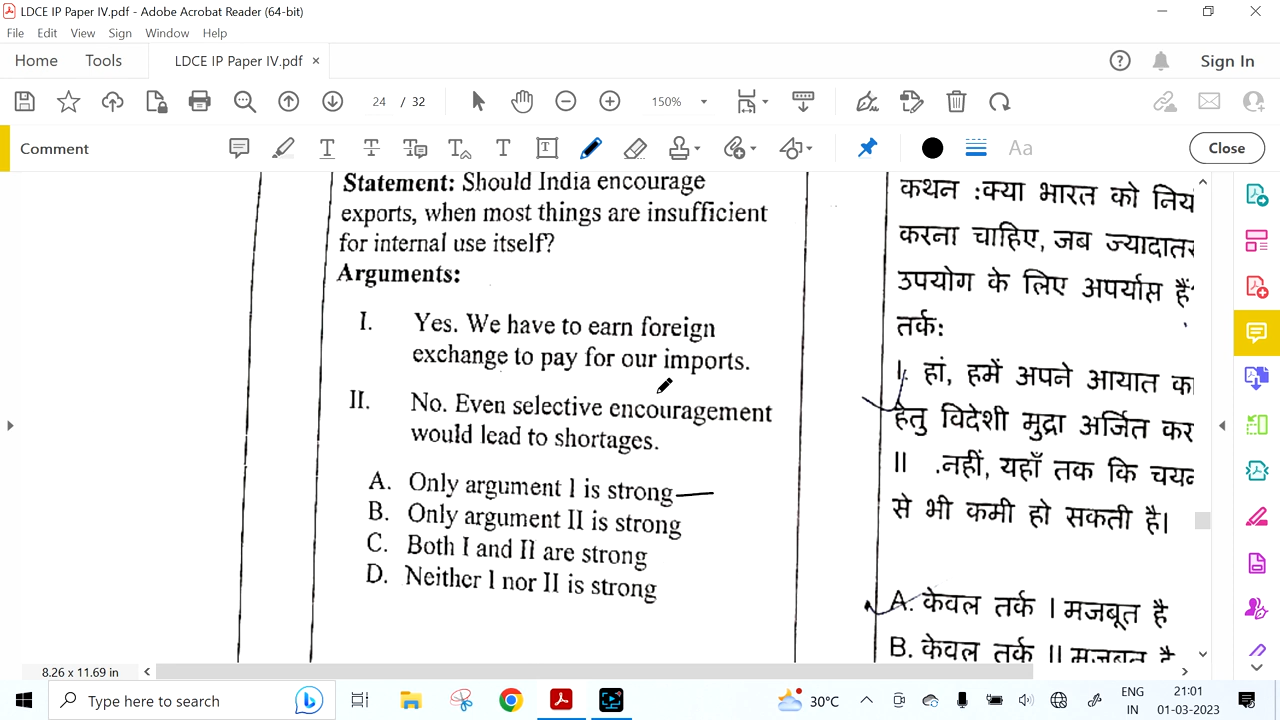 LDCE IP Paper IV.pdf - Adobe Acrobat Reader (64-bit)
File Edit View Sign Window Help
Home Tools LDCE IP Paper IV.pdf × Sign In
24 / 32 150%
Comment Aa Close
Statement: Should India encourage
exports, when most things are insufficient
for internal use itself?
Arguments:
I. Yes. We have to earn foreign
exchange to pay for our imports.
II. No. Even selective encouragement
would lead to shortages.
A. Only argument I is strong
B. Only argument II is strong
C. Both I and II are strong
D. Neither I nor II is strong
कथन :क्या भारत को निय
करना चाहिए, जब ज्यादातर
उपयोग के लिए अपर्याप्त हैं
तर्क:
I. हां, हमें अपने आयात का
हेतु विदेशी मुद्रा अर्जित कर
II .नहीं, यहाँ तक कि चय
से भी कमी हो सकती है।
A. केवल तर्क I मजबूत है
B. केवल तर्क II मजबूत है
8.26 x 11.69 in
Type here to search
30°C
ENG
IN
21:01
01-03-2023